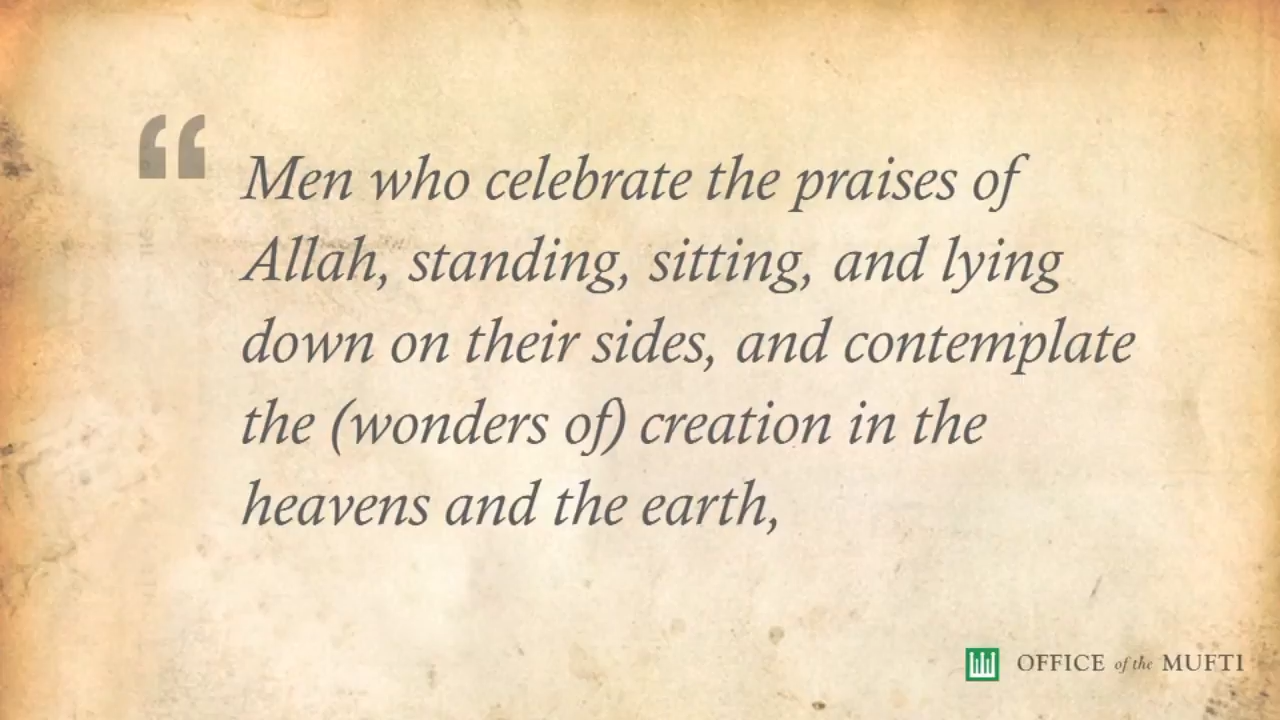 “
Men who celebrate the praises of
Allah, standing, sitting, and lying
down on their sides, and contemplate
the (wonders of) creation in the
heavens and the earth,
OFFICE of the MUFTI